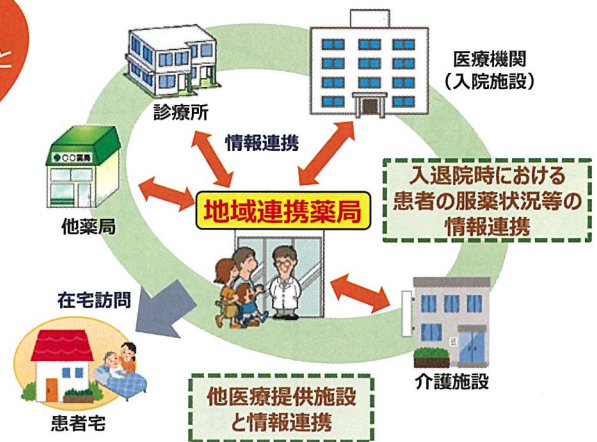 と
診療所
医療機関
（入院施設）
情報連携
〇〇薬局
他薬局
地域連携薬局
入退院時における
患者の服薬状況等の
情報連携
在宅訪問
患者宅
介護施設
他医療提供施設
と情報連携